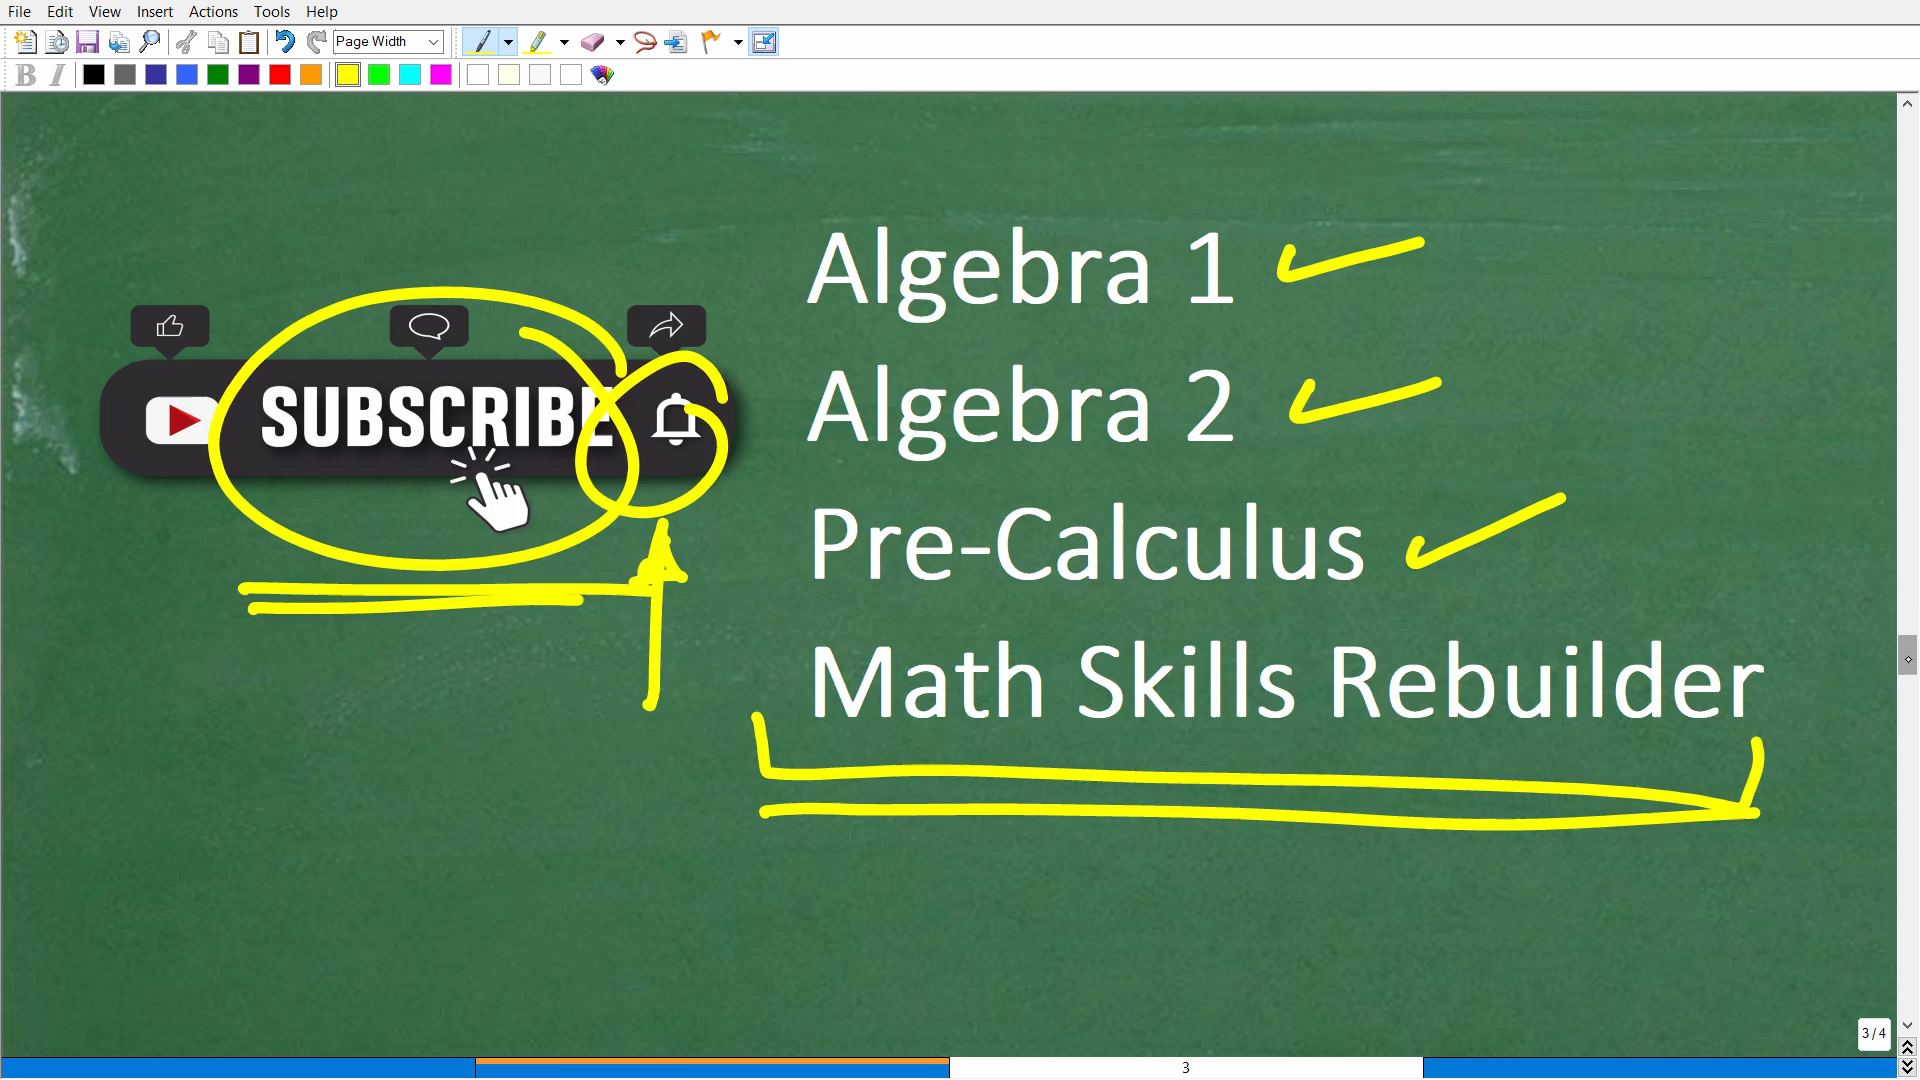 File Edit View Insert Actions Tools Help
Page Width
B I
Algebra 1
Algebra 2
SUBSCRIBE
Pre-Calculus
Math Skills Rebuilder
3 / 4
3